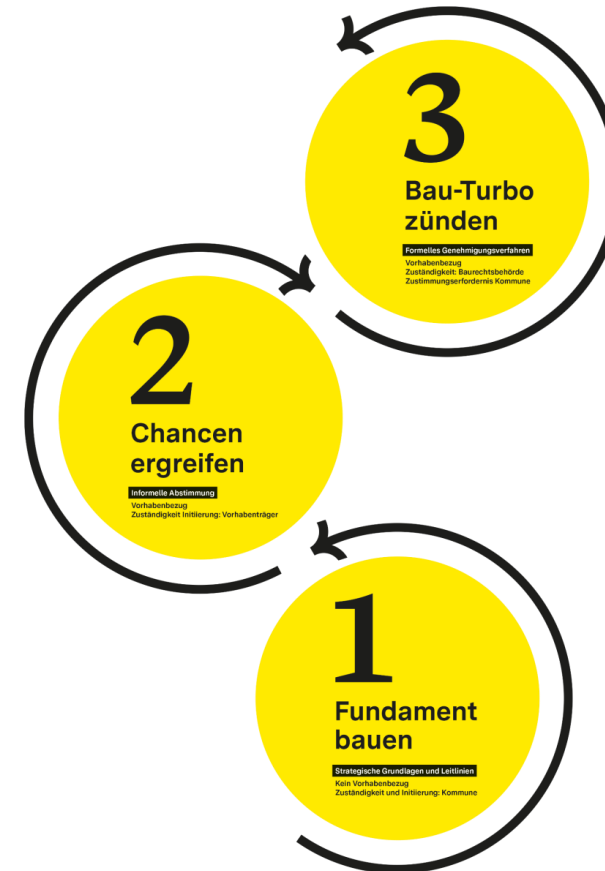 3
Bau-Turbo
zünden
Formelles Genehmigungsverfahren
Vorhabenbezug
Zuständigkeit: Baurechtsbehörde
Zustimmungserfordernis Kommune
2
Chancen
ergreifen
Informelle Abstimmung
Vorhabenbezug
Zuständigkeit Initiierung: Vorhabenträger
1
Fundament
bauen
Strategische Grundlagen und Leitlinien
Kein Vorhabenbezug
Zuständigkeit und Initiierung: Kommune